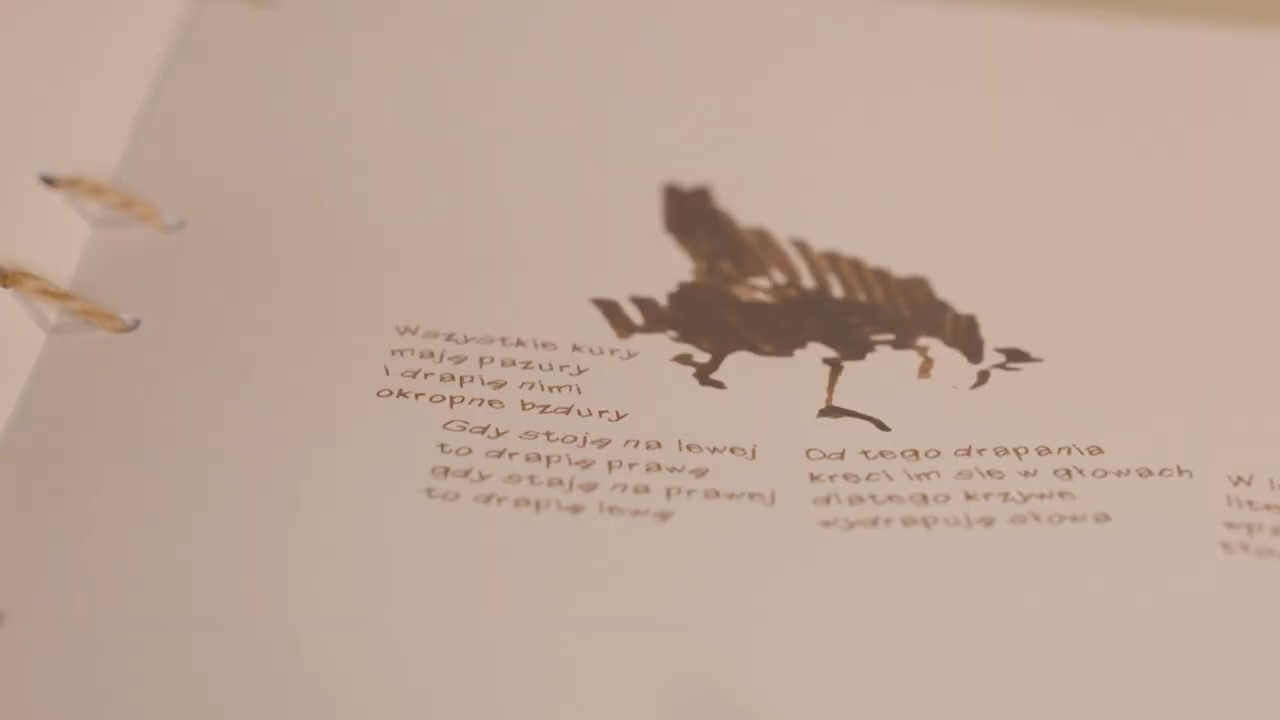 Wszystkie kury
mają pazury
i drapią nimi
okropne bzdury
Gdy stoją na lewej
to drapią prawą
gdy stają na prawej
to drapią lewą
Od tego drapania
kręci im się w głowach
dlatego krzywe
wydrapują słowa
W